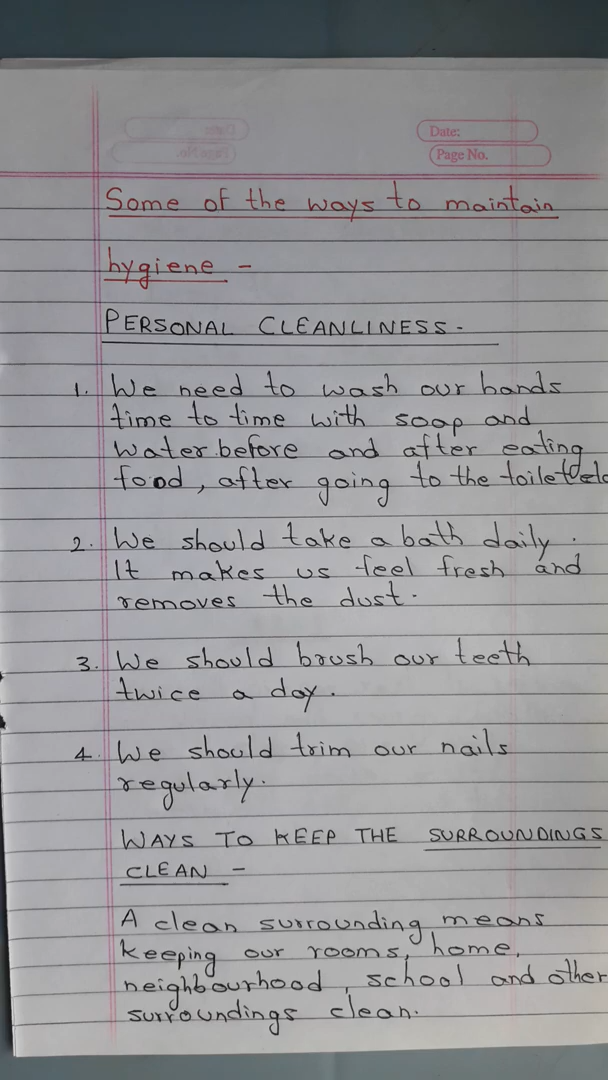 Date:
Page No.
Some of the ways to maintain
hygiene -
PERSONAL CLEANLINESS -
1. We need to wash our hands
time to time with soap and
water before and after eating
food, after going to the toilet
2. We should take a bath daily.
It makes us feel fresh and
removes the dust.
3. We should brush our teeth
twice a day.
4. We should trim our nails
regularly.
WAYS TO KEEP THE SURROUNDINGS
CLEAN -
A clean surrounding means
keeping our rooms, home,
neighbourhood, school and other
surroundings clean.